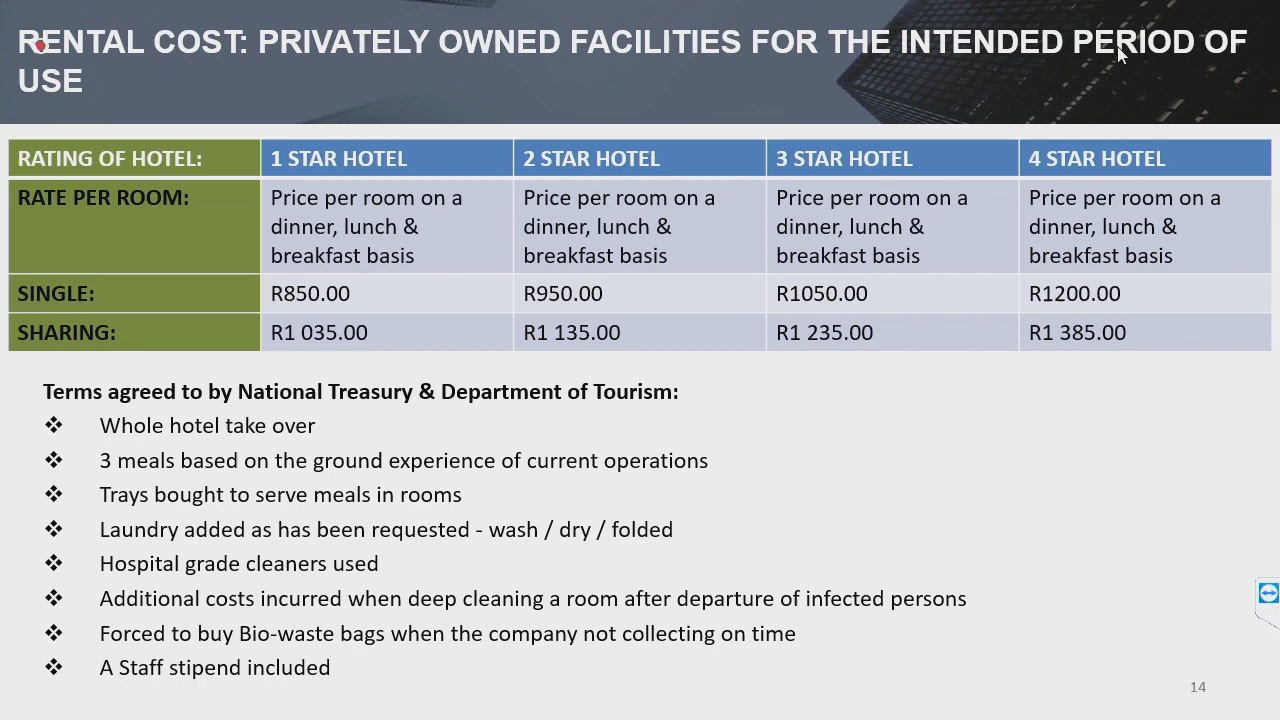 RENTAL COST: PRIVATELY OWNED FACILITIES FOR THE INTENDED PERIOD OF
USE
RATING OF HOTEL: 1 STAR HOTEL 2 STAR HOTEL 3 STAR HOTEL 4 STAR HOTEL
RATE PER ROOM: Price per room on a Price per room on a Price per room on a Price per room on a
dinner, lunch & dinner, lunch & dinner, lunch & dinner, lunch &
breakfast basis breakfast basis breakfast basis breakfast basis
SINGLE: R850.00 R950.00 R1050.00 R1200.00
SHARING: R1 035.00 R1 135.00 R1 235.00 R1 385.00
Terms agreed to by National Treasury & Department of Tourism:
❖ Whole hotel take over
❖ 3 meals based on the ground experience of current operations
❖ Trays bought to serve meals in rooms
❖ Laundry added as has been requested - wash / dry / folded
❖ Hospital grade cleaners used
❖ Additional costs incurred when deep cleaning a room after departure of infected persons
❖ Forced to buy Bio-waste bags when the company not collecting on time
❖ A Staff stipend included
14